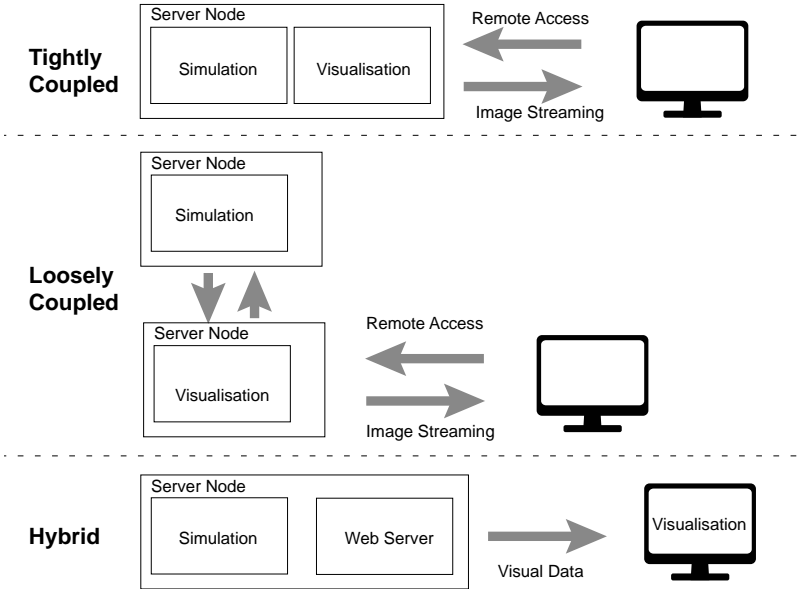 Server Node
Remote Access
Tightly
Coupled
Simulation
Visualisation
Image Streaming
Server Node
Simulation
Loosely
Coupled
Server Node
Remote Access
Visualisation
Image Streaming
Server Node
Hybrid
Simulation
Web Server
Visualisation
Visual Data